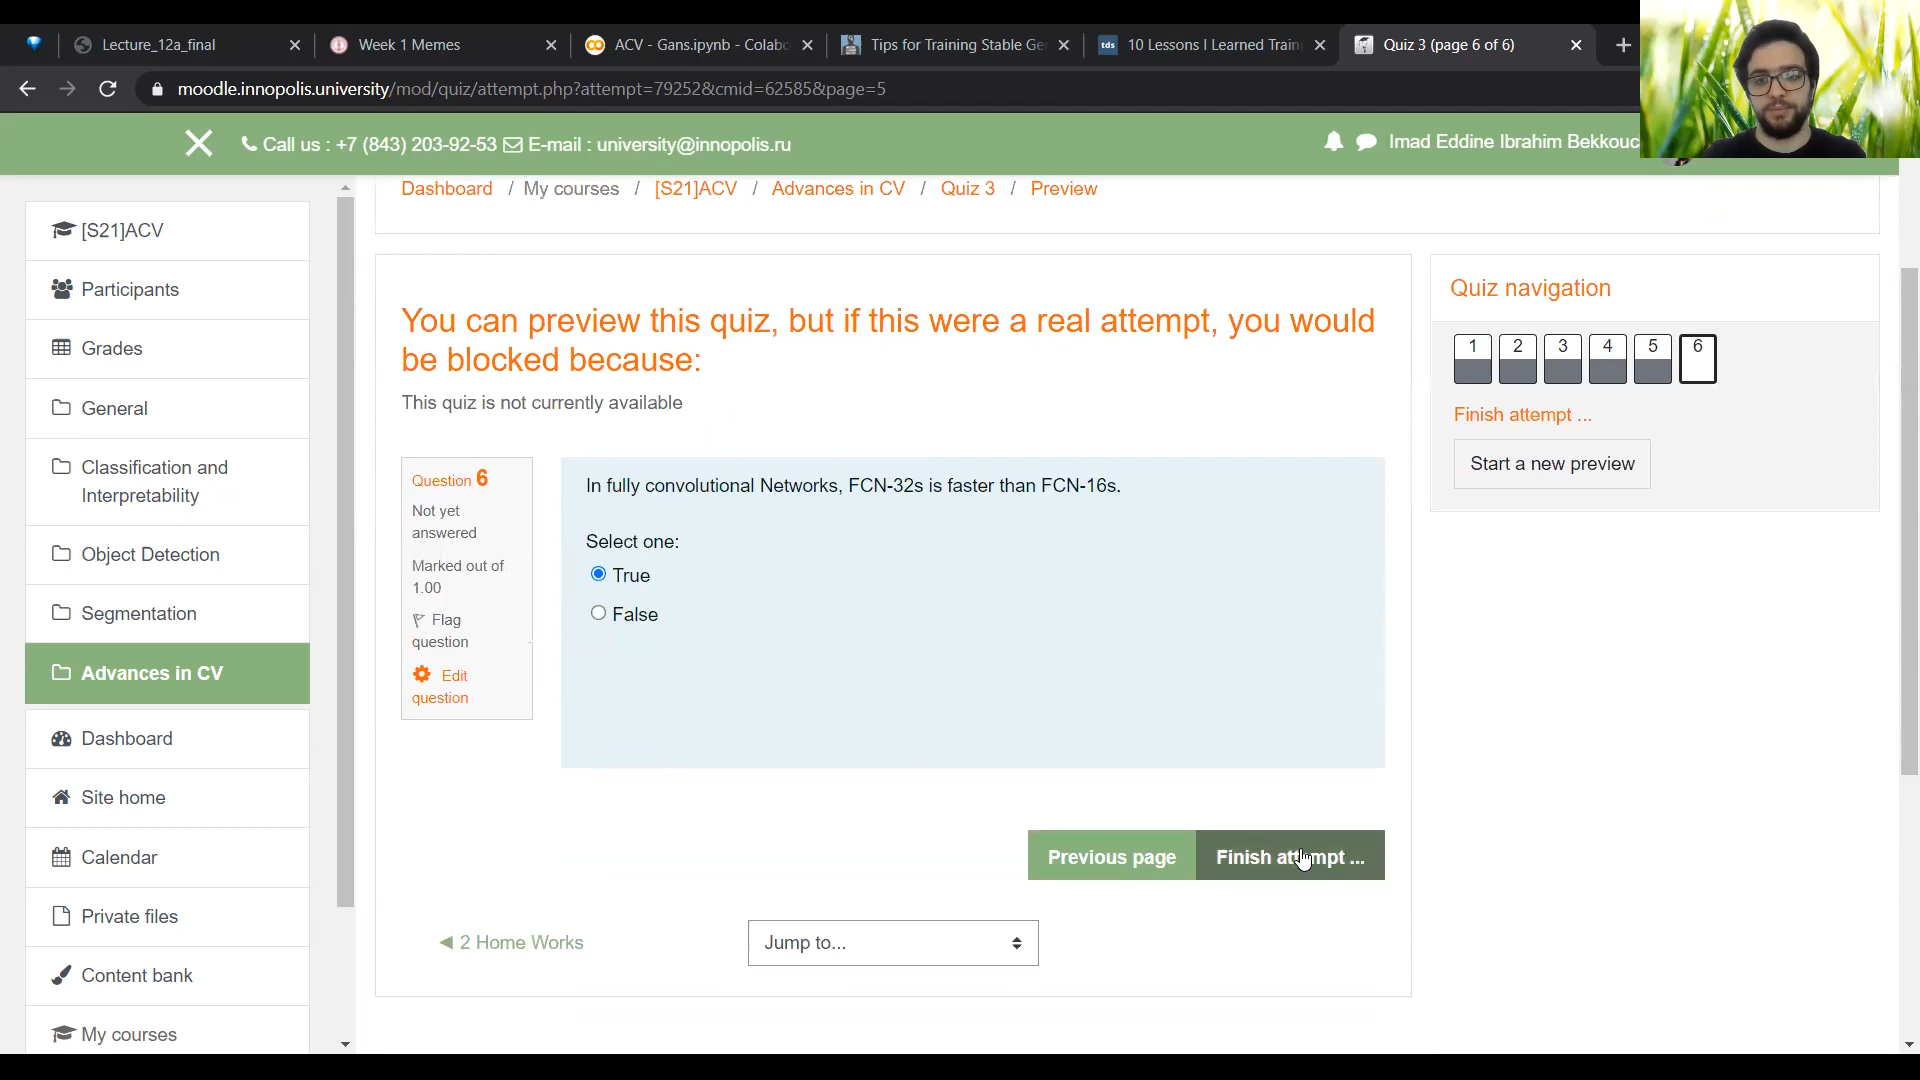 Lecture_12a_final
Week 1 Memes
ACV - Gans.ipynb - Colabo
Tips for Training Stable Ge
tds
10 Lessons I Learned Traini
Quiz 3 (page 6 of 6)
moodle.innopolis.university/mod/quiz/attempt.php?attempt=79252&cmid=62585&page=5
Call us : +7 (843) 203-92-53 E-mail : university@innopolis.ru
Imad Eddine Ibrahim Bekkouc
Dashboard / My courses / [S21]ACV / Advances in CV / Quiz 3 / Preview
[S21]ACV
Participants
Grades
General
Classification and
Interpretability
Object Detection
Segmentation
Advances in CV
Dashboard
Site home
Calendar
Private files
Content bank
My courses
You can preview this quiz, but if this were a real attempt, you would
be blocked because:
This quiz is not currently available
Question 6
Not yet
answered
Marked out of
1.00
Flag
question
Edit
question
In fully convolutional Networks, FCN-32s is faster than FCN-16s.
Select one:
True
False
Previous page
Finish attempt ...
◄ 2 Home Works
Jump to...
Quiz navigation
1 2 3 4 5 6
Finish attempt ...
Start a new preview